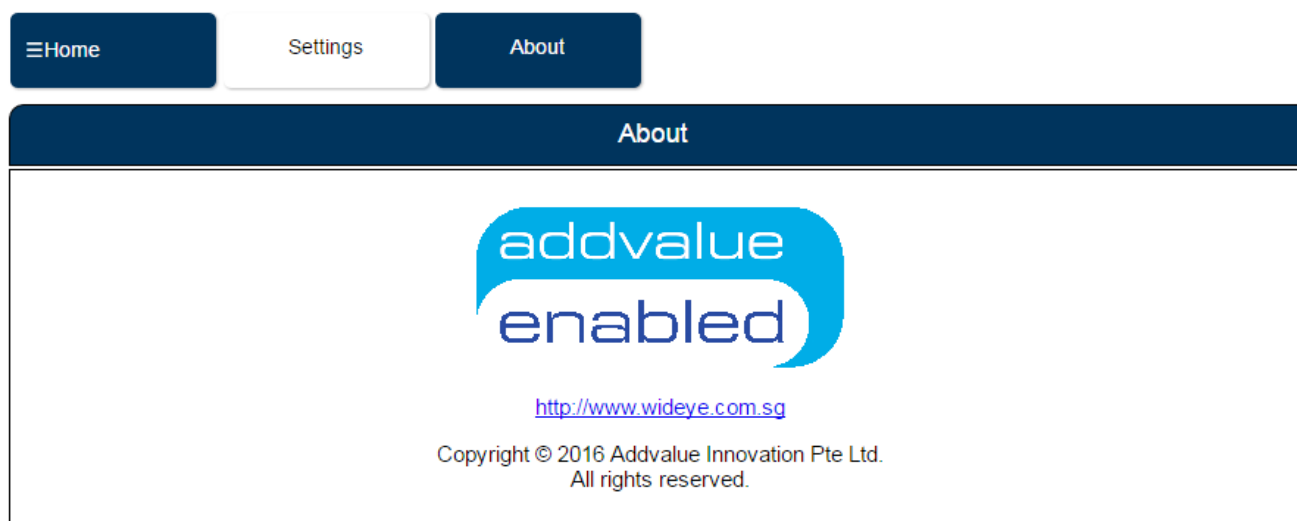 ☰Home
Settings
About
About
addvalue
enabled
http://www.wideye.com.sg
Copyright © 2016 Addvalue Innovation Pte Ltd.
All rights reserved.